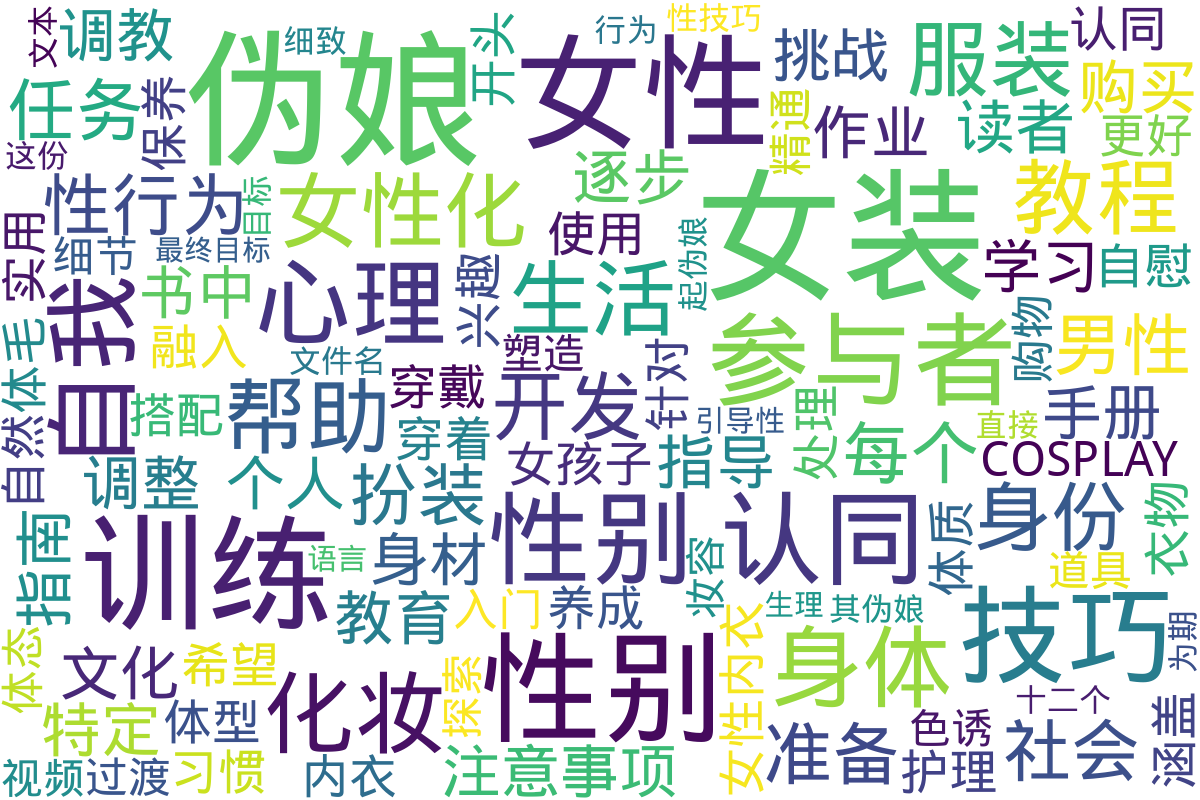 文本
调教
细致
伪娘
开头
女性
行为
性技巧
挑战
服装
认同
购买
任务
保养
精通
作业
读者
更好
这份
性行为
目标
女性化
逐步
女装
教程
实用
细节
最终目标
使用
起伪娘
学习
自慰
自我
书中
心理
兴趣
生活
参与者
购物
男性
体毛
融入
文件名
塑造
针对
自然
搭配
帮助
穿戴
开发
引导性
处理
每个
直接
手册
COSPLAY
调整
个人
扮装
穿着
女孩子
指导
身份
衣物
指南
训练
语言
身材
性别
妆容
认同
体质
道具
教育
入门
养成
女性内衣
生理
其伪娘
技巧
为期
体态
文化
希望
化妆
探索
性别
身体
十二个
特定
体型
注意事项
准备
色诱
社会
涵盖
视频
过渡
习惯
内衣
护理